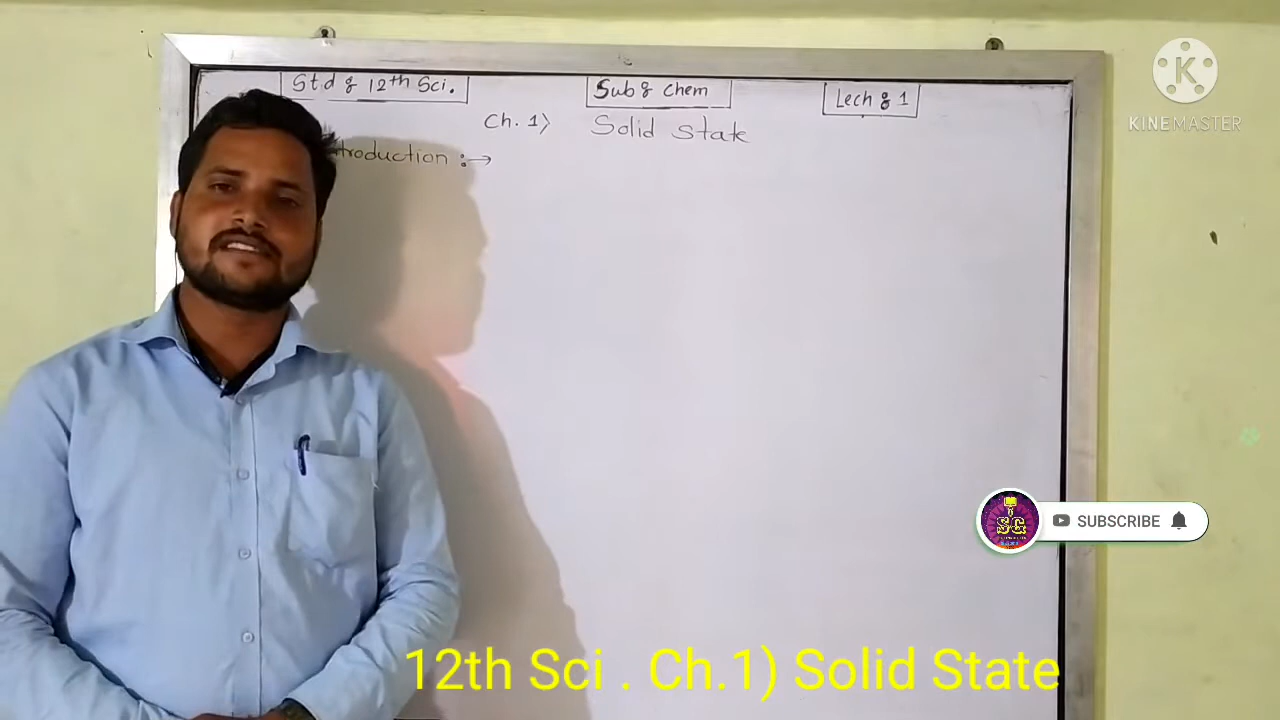 Std : 12th Sci.
Sub : Chem
Lech : 1
Ch. 1) Solid State
troduction :→
KINEMASTER
SG
SUBSCRIBE
12th Sci . Ch.1) Solid State